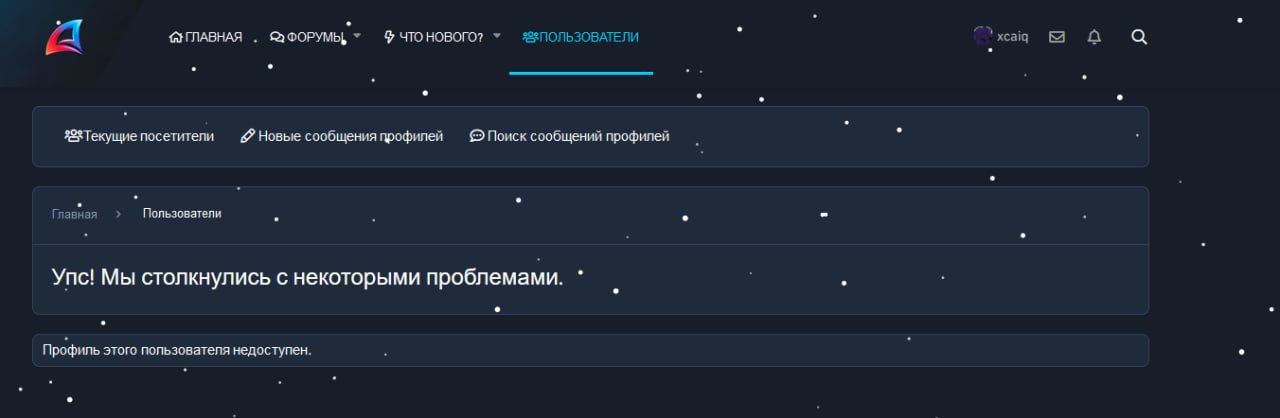 ГЛАВНАЯ ФОРУМЫ ЧТО НОВОГО? ПОЛЬЗОВАТЕЛИ xcaiq
Текущие посетители Новые сообщения профилей Поиск сообщений профилей
Главная Пользователи
Упс! Мы столкнулись с некоторыми проблемами.
Профиль этого пользователя недоступен.